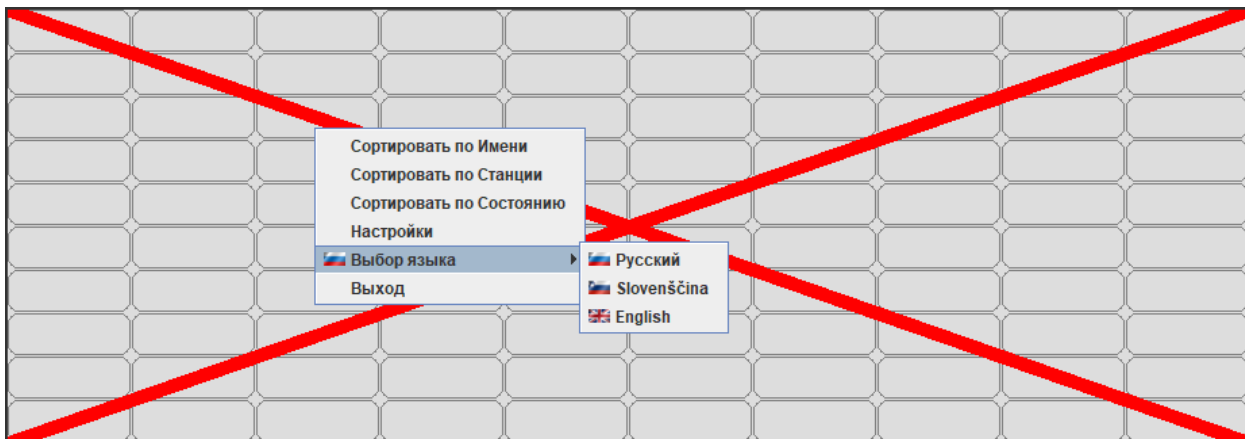 Сортировать по Имени
Сортировать по Станции
Сортировать по Состоянию
Настройки
Выбор языка
Выход
Русский
Slovenščina
English